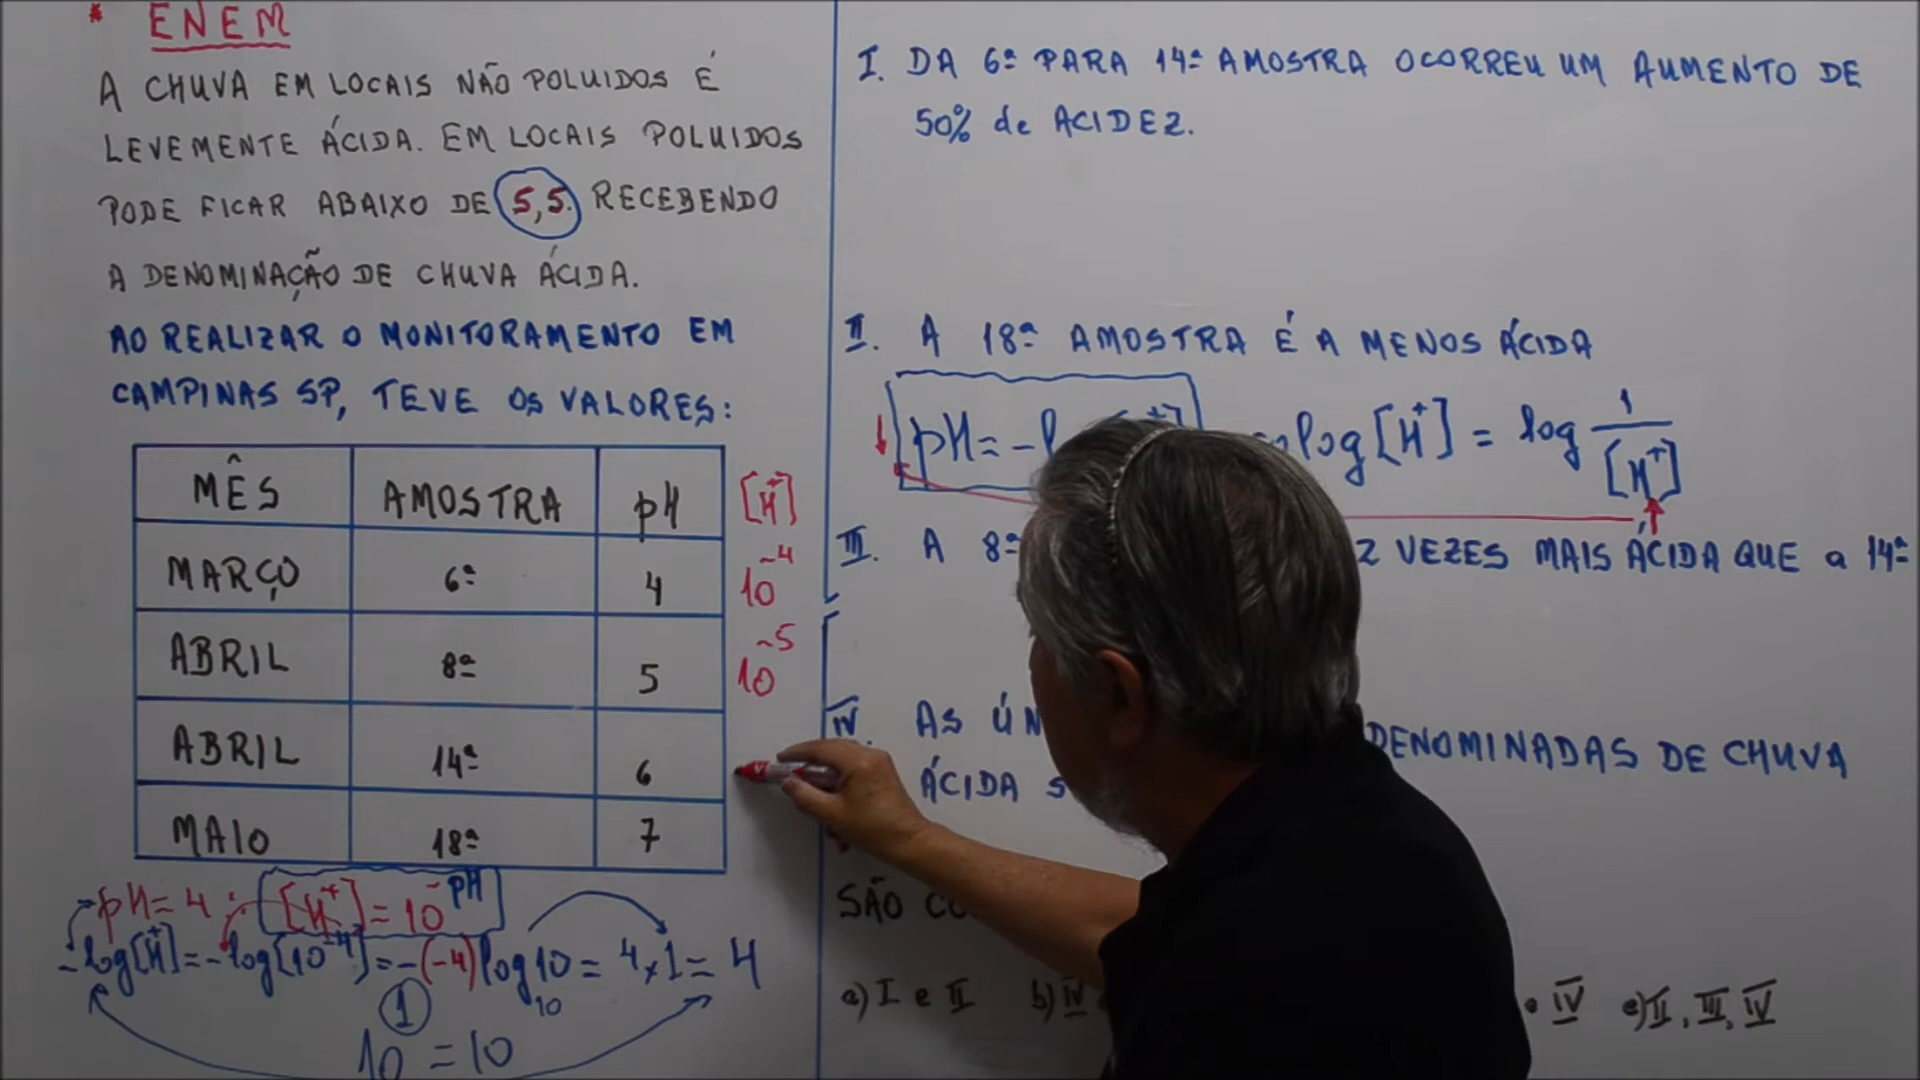 * ENEM
A CHUVA EM LOCAIS NÃO POLUIDOS É
LEVEMENTE ÁCIDA. EM LOCAIS POLUIDOS
PODE FICAR ABAIXO DE 5,5. RECEBENDO
A DENOMINAÇÃO DE CHUVA ÁCIDA.
AO REALIZAR O MONITORAMENTO EM
CAMPINAS SP, TEVE OS VALORES:
MÊS AMOSTRA pH [H⁺]
MARÇO 6ª 4 10⁻⁴
ABRIL 8ª 5 10⁻⁵
ABRIL 14ª 6
MAIO 18ª 7
pH = 4 ∴ [H⁺] = 10⁻ᵖᴴ
-log[H⁺] = -log[10⁻⁴] = -(-4)log₁₀10 = 4×1 = 4
10¹ = 10
I. DA 6ª PARA 14ª AMOSTRA OCORREU UM AUMENTO DE
50% de ACIDEZ.
II. A 18ª AMOSTRA É A MENOS ÁCIDA
pH = -log[H⁺] = log 1/[H⁺]
III. A 8ª 2 VEZES MAIS ÁCIDA QUE a 14ª
IV. AS DENOMINADAS DE CHUVA
ÁCIDA
SÃO
a) I e II b) IV e IV e) II, III, IV